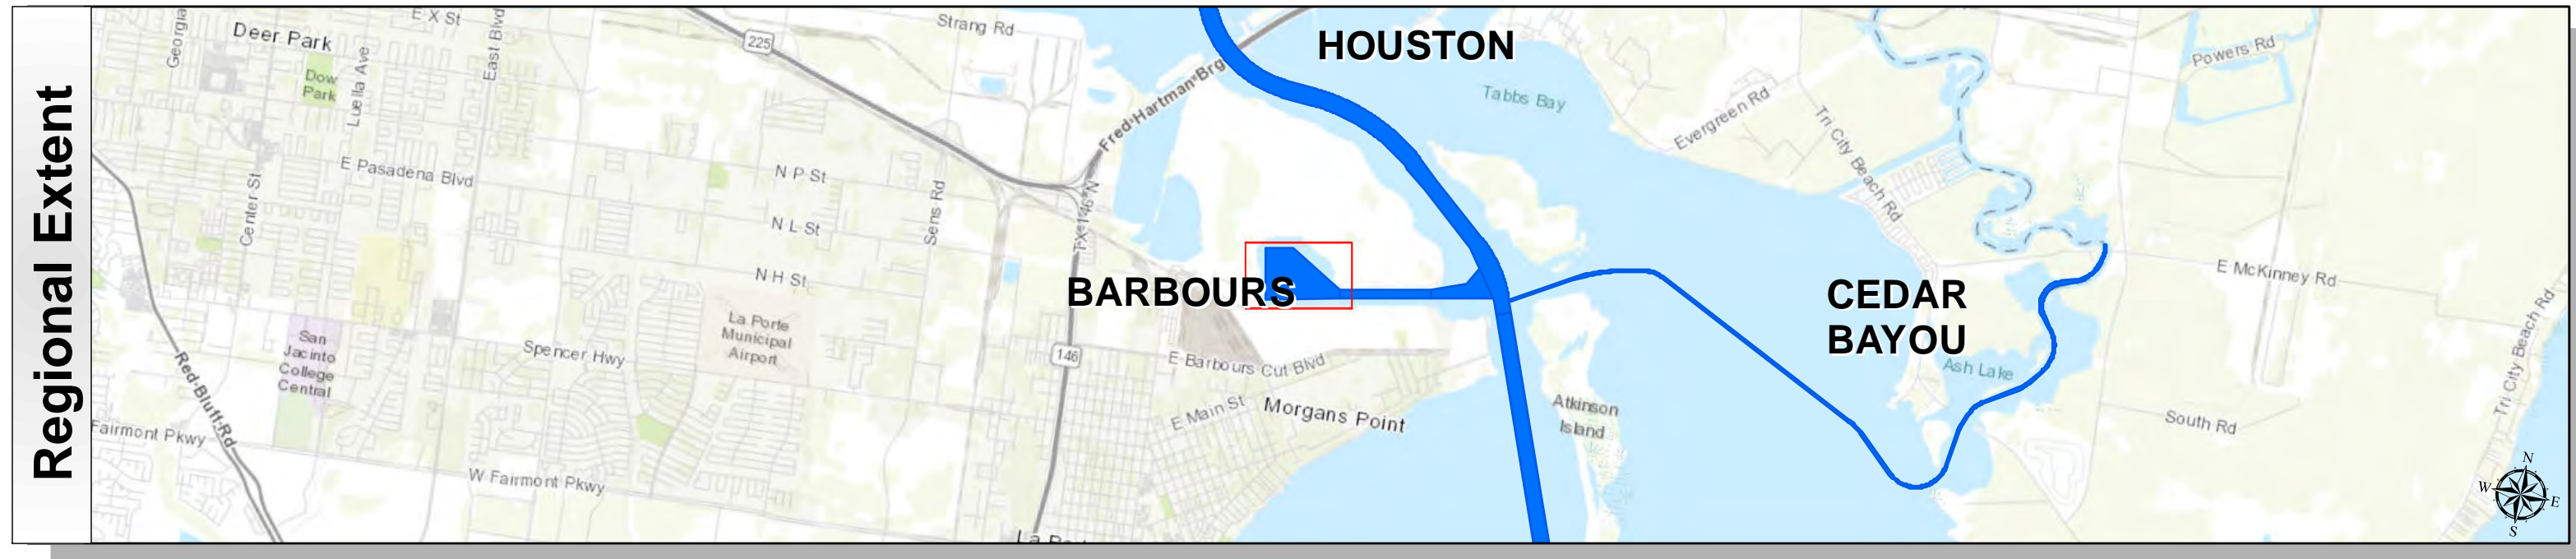 Regional Extent
E X St
Georgia
Deer Park
East Blvd
Strang Rd
225
HOUSTON
Powers Rd
Luella Ave
Dow
Park
Fred Hartman Brg
Tabbs Bay
Evergreen Rd
Tri City Beach Rd
E Pasadena Blvd
N P St
Center St
Sens Rd
TX-146 N
N L St
N H St
BARBOURS
CEDAR
BAYOU
E McKinney Rd
La Porte
Municipal
Airport
San
Jacinto
College
Central
Spencer Hwy
146
E Barbours Cut Blvd
Ash Lake
Tri City Beach Rd
Red Bluff Rd
E Main St
Morgans Point
Atkinson
Island
South Rd
Fairmont Pkwy
W Fairmont Pkwy
N
W
E
S